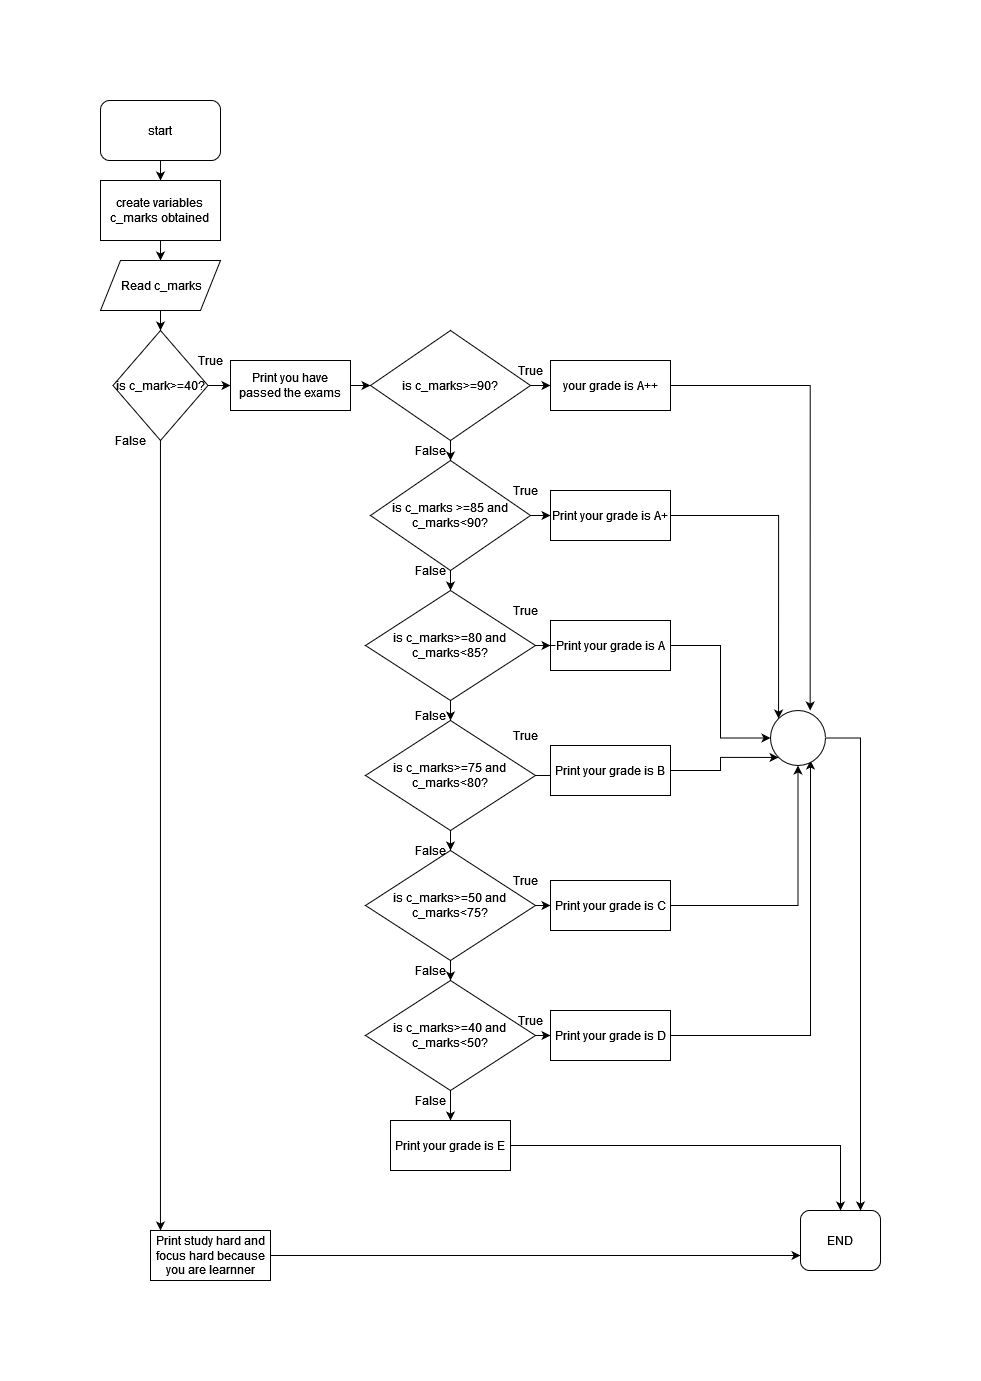 start
create variables
c_marks obtained
Read c_marks
is c_mark>=40?
True
False
Print you have
passed the exams
is c_marks>=90?
True
your grade is A++
False
is c_marks >=85 and
c_marks<90?
True
Print your grade is A+
False
is c_marks>=80 and
c_marks<85?
True
Print your grade is A
False
is c_marks>=75 and
c_marks<80?
True
Print your grade is B
False
is c_marks>=50 and
c_marks<75?
True
Print your grade is C
False
is c_marks>=40 and
c_marks<50?
True
Print your grade is D
False
Print your grade is E
Print study hard and
focus hard because
you are learnner
END